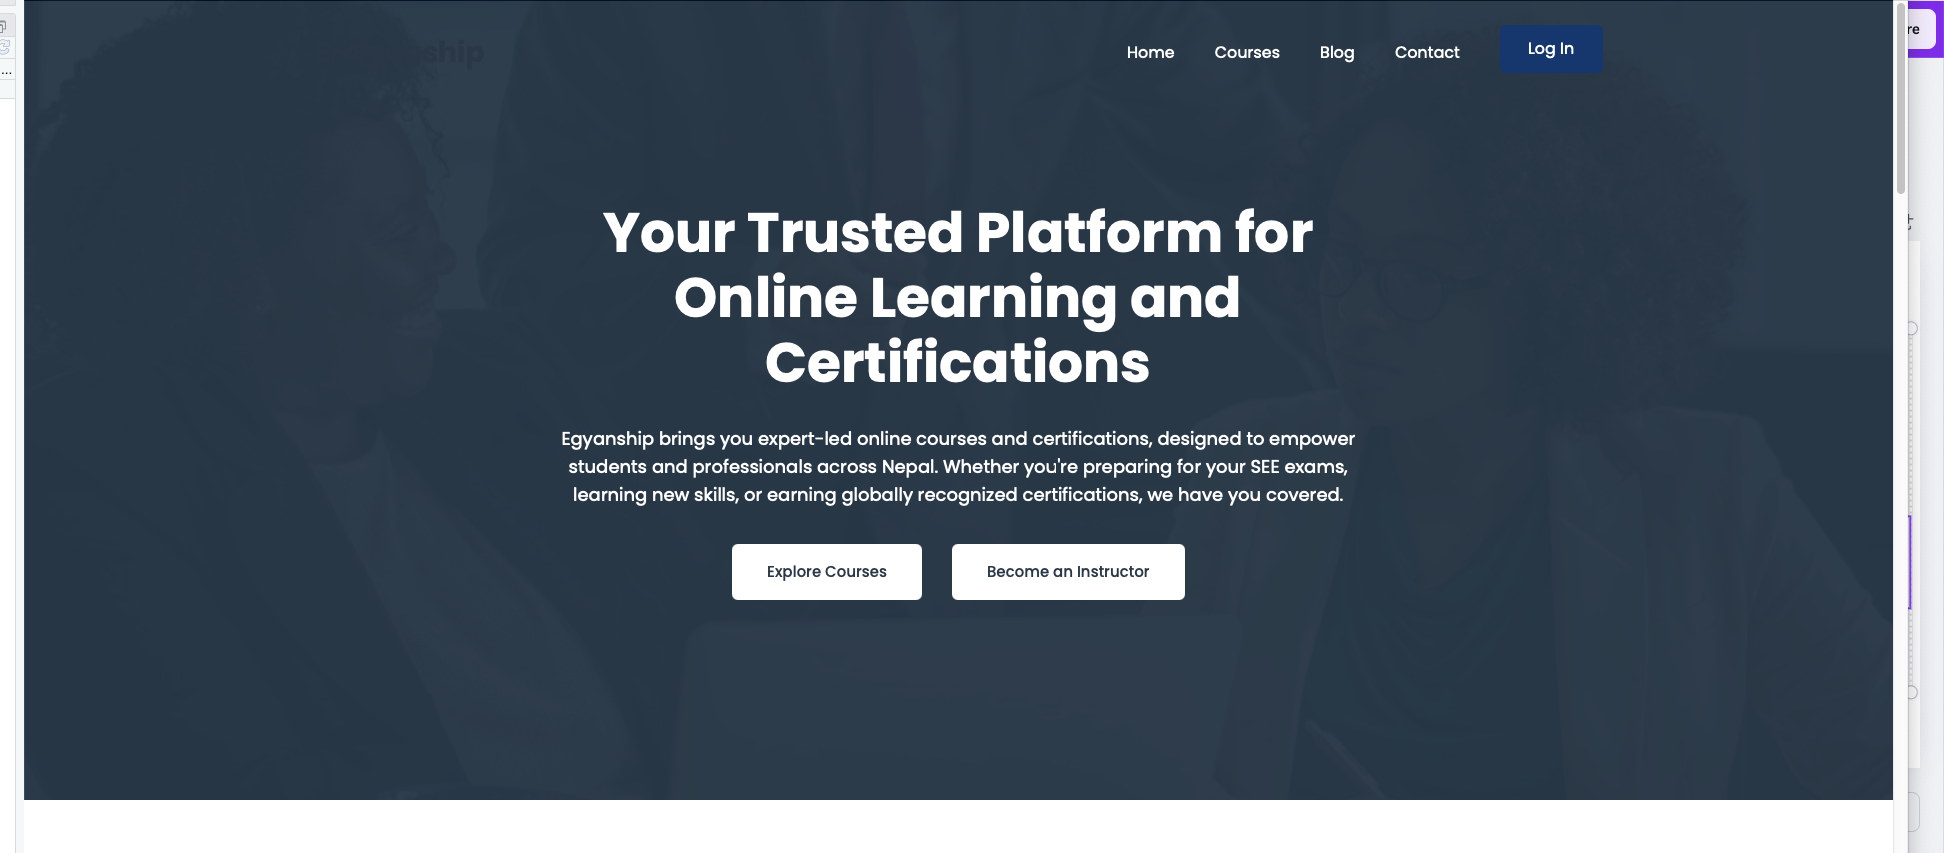 Home Courses Blog Contact Log In
Your Trusted Platform for
Online Learning and
Certifications
Egyanship brings you expert-led online courses and certifications, designed to empower
students and professionals across Nepal. Whether you're preparing for your SEE exams,
learning new skills, or earning globally recognized certifications, we have you covered.
Explore Courses Become an Instructor